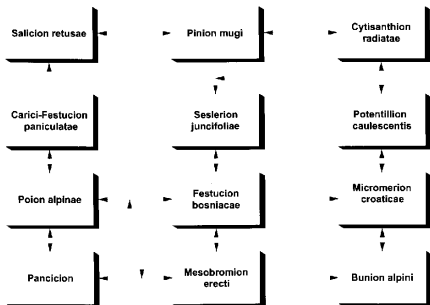 Salicion retusae
Pinion mugi
Cytisanthion
radiatae
Carici-Festucion
paniculatae
Seslerion
juncifoliae
Potentillion
caulescentis
Poion alpinae
Festucion
bosniacae
Micromerion
croaticae
Pancicion
Mesobromion
erecti
Bunion alpini